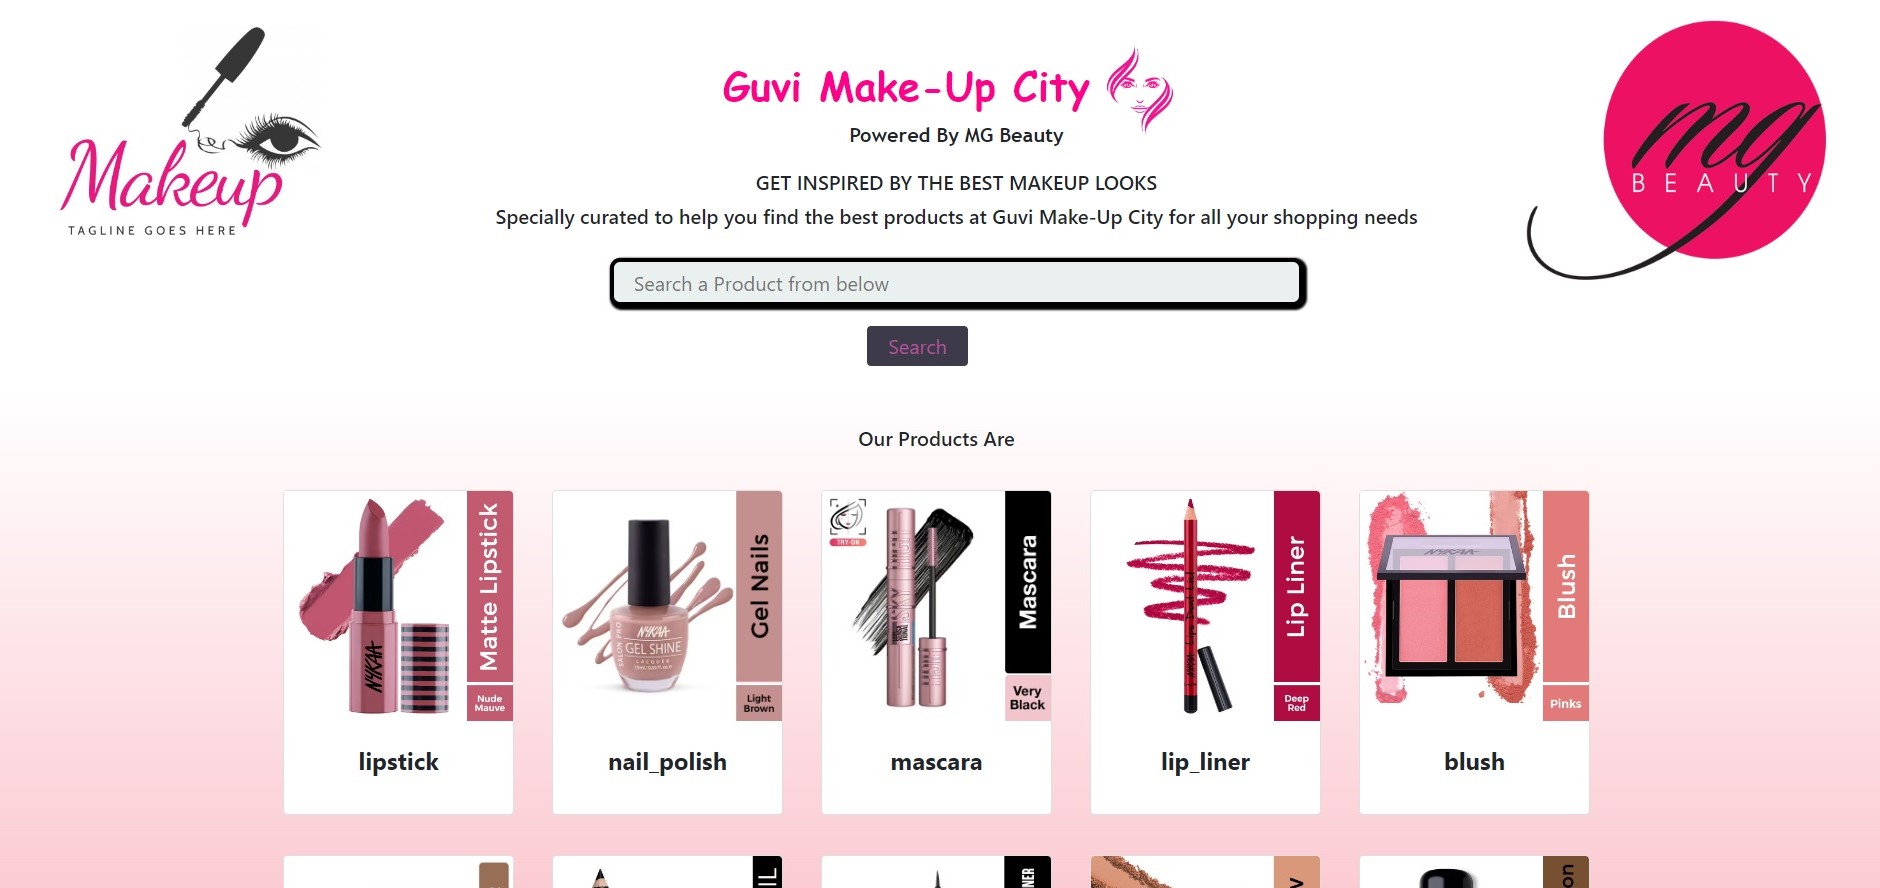 Makeup
TAGLINE GOES HERE
Guvi Make-Up City
Powered By MG Beauty
GET INSPIRED BY THE BEST MAKEUP LOOKS
Specially curated to help you find the best products at Guvi Make-Up City for all your shopping needs
mg
BEAUTY
Search a Product from below
Search
Our Products Are
Matte Lipstick
Nude
Mauve
NYKAA
lipstick
Gel Nails
Light
Brown
SALON PRO
NYKAA
GEL SHINE
LACQUER
nail_polish
TRY-ON
Mascara
Very
Black
SKY HIGH
mascara
Lip Liner
Deep
Red
lip_liner
Blush
Pinks
NYKAA
blush